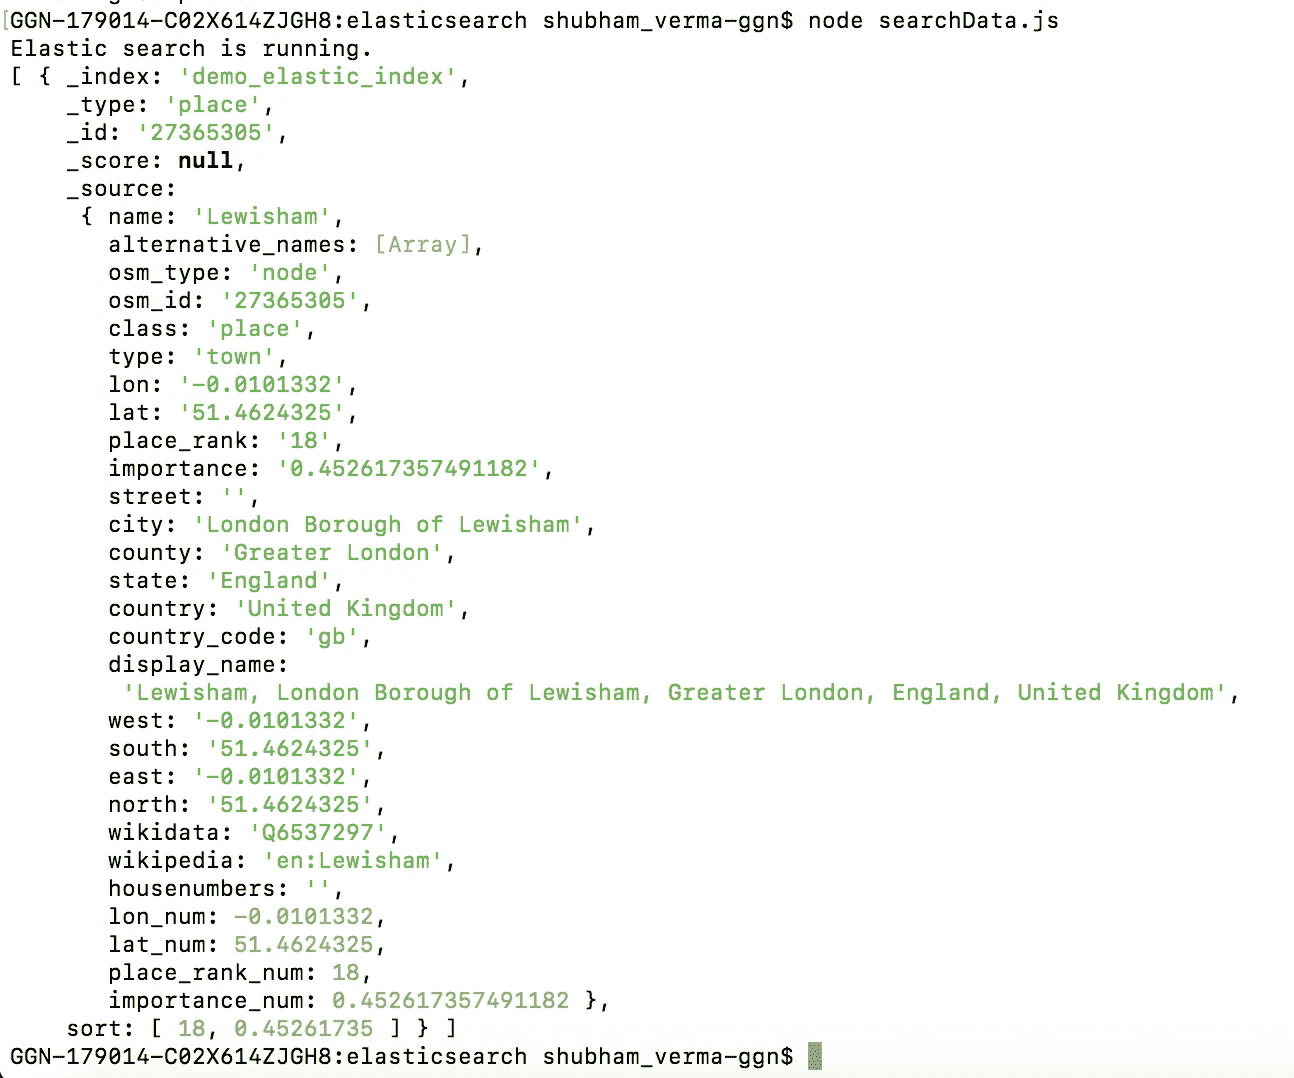 GGN-179014-C02X614ZJGH8:elasticsearch shubham_verma-ggn$ node searchData.js
Elastic search is running.
[ { _index: 'demo_elastic_index',
_type: 'place',
_id: '27365305',
_score: null,
_source:
{ name: 'Lewisham',
alternative_names: [Array],
osm_type: 'node',
osm_id: '27365305',
class: 'place',
type: 'town',
lon: '-0.0101332',
lat: '51.4624325',
place_rank: '18',
importance: '0.452617357491182',
street: '',
city: 'London Borough of Lewisham',
county: 'Greater London',
state: 'England',
country: 'United Kingdom',
country_code: 'gb',
display_name:
'Lewisham, London Borough of Lewisham, Greater London, England, United Kingdom',
west: '-0.0101332',
south: '51.4624325',
east: '-0.0101332',
north: '51.4624325',
wikidata: 'Q6537297',
wikipedia: 'en:Lewisham',
housenumbers: '',
lon_num: -0.0101332,
lat_num: 51.4624325,
place_rank_num: 18,
importance_num: 0.452617357491182 },
sort: [ 18, 0.45261735 ] } ]
GGN-179014-C02X614ZJGH8:elasticsearch shubham_verma-ggn$